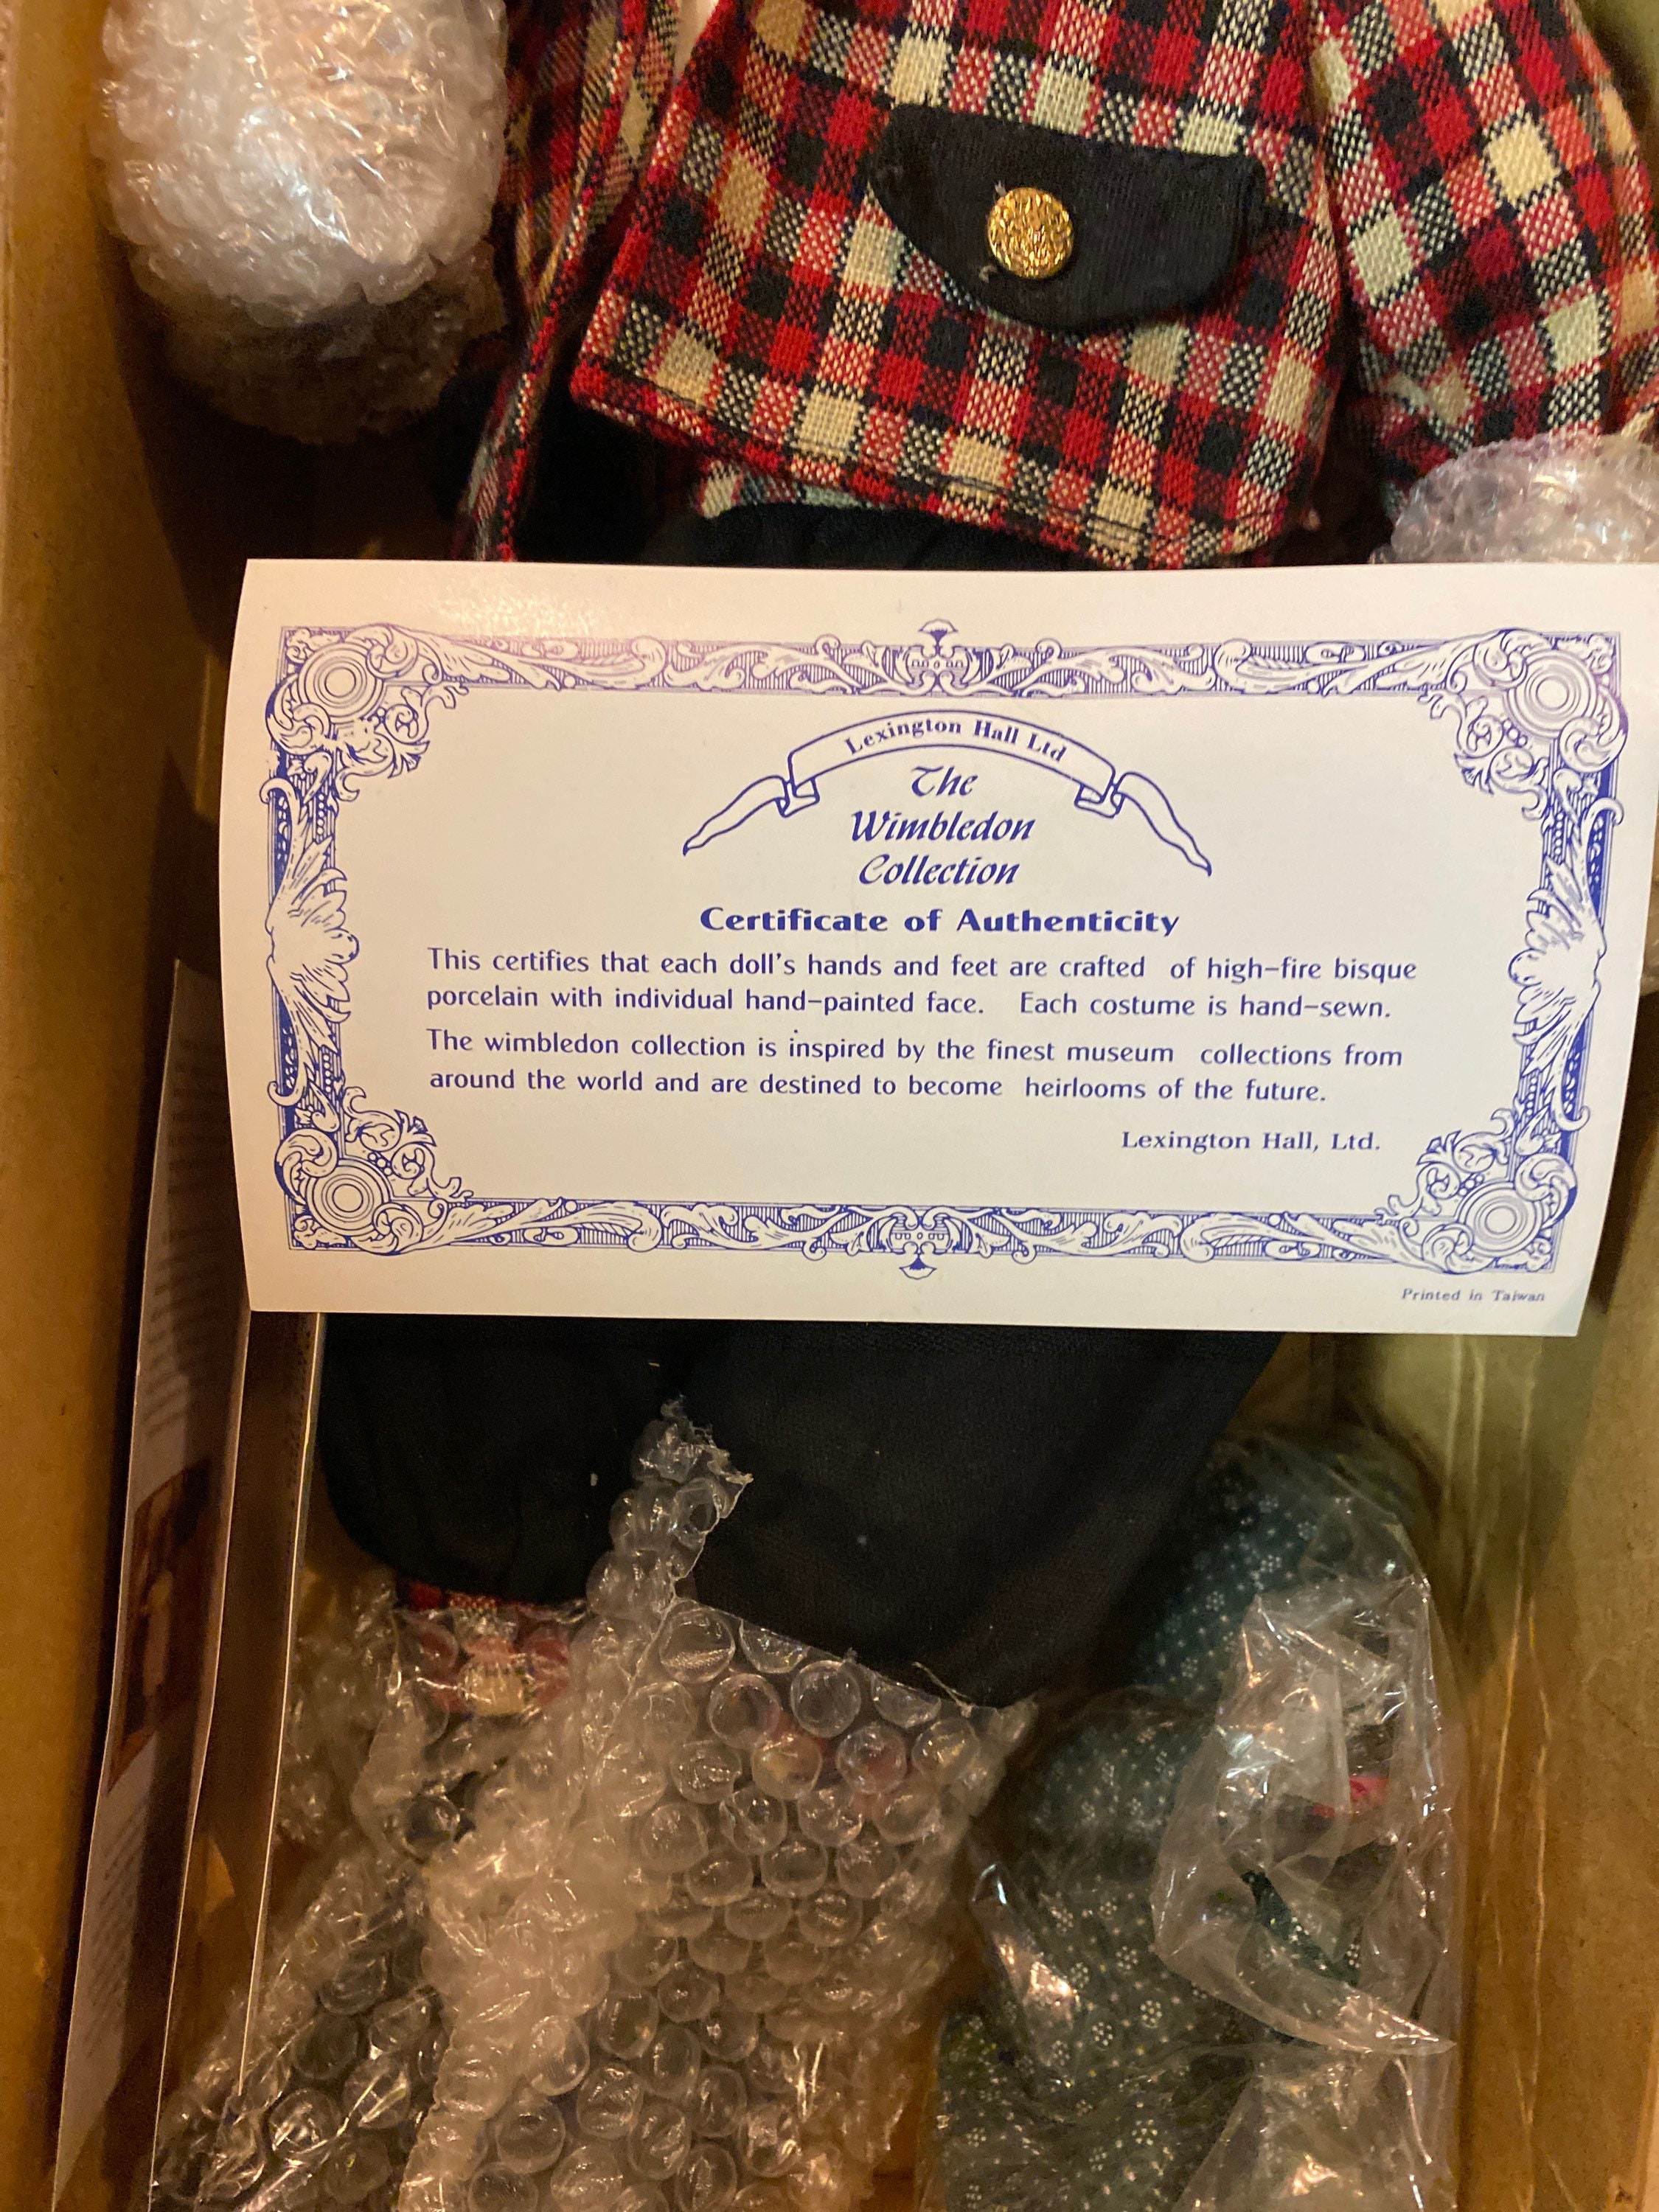 Lexington Hall Ltd
The
Wimbledon
Collection
Certificate of Authenticity
This certifies that each doll's hands and feet are crafted of high-fire bisque
porcelain with individual hand-painted face. Each costume is hand-sewn.
The wimbledon collection is inspired by the finest museum collections from
around the world and are destined to become heirlooms of the future.
Lexington Hall, Ltd.
Printed in Taiwan